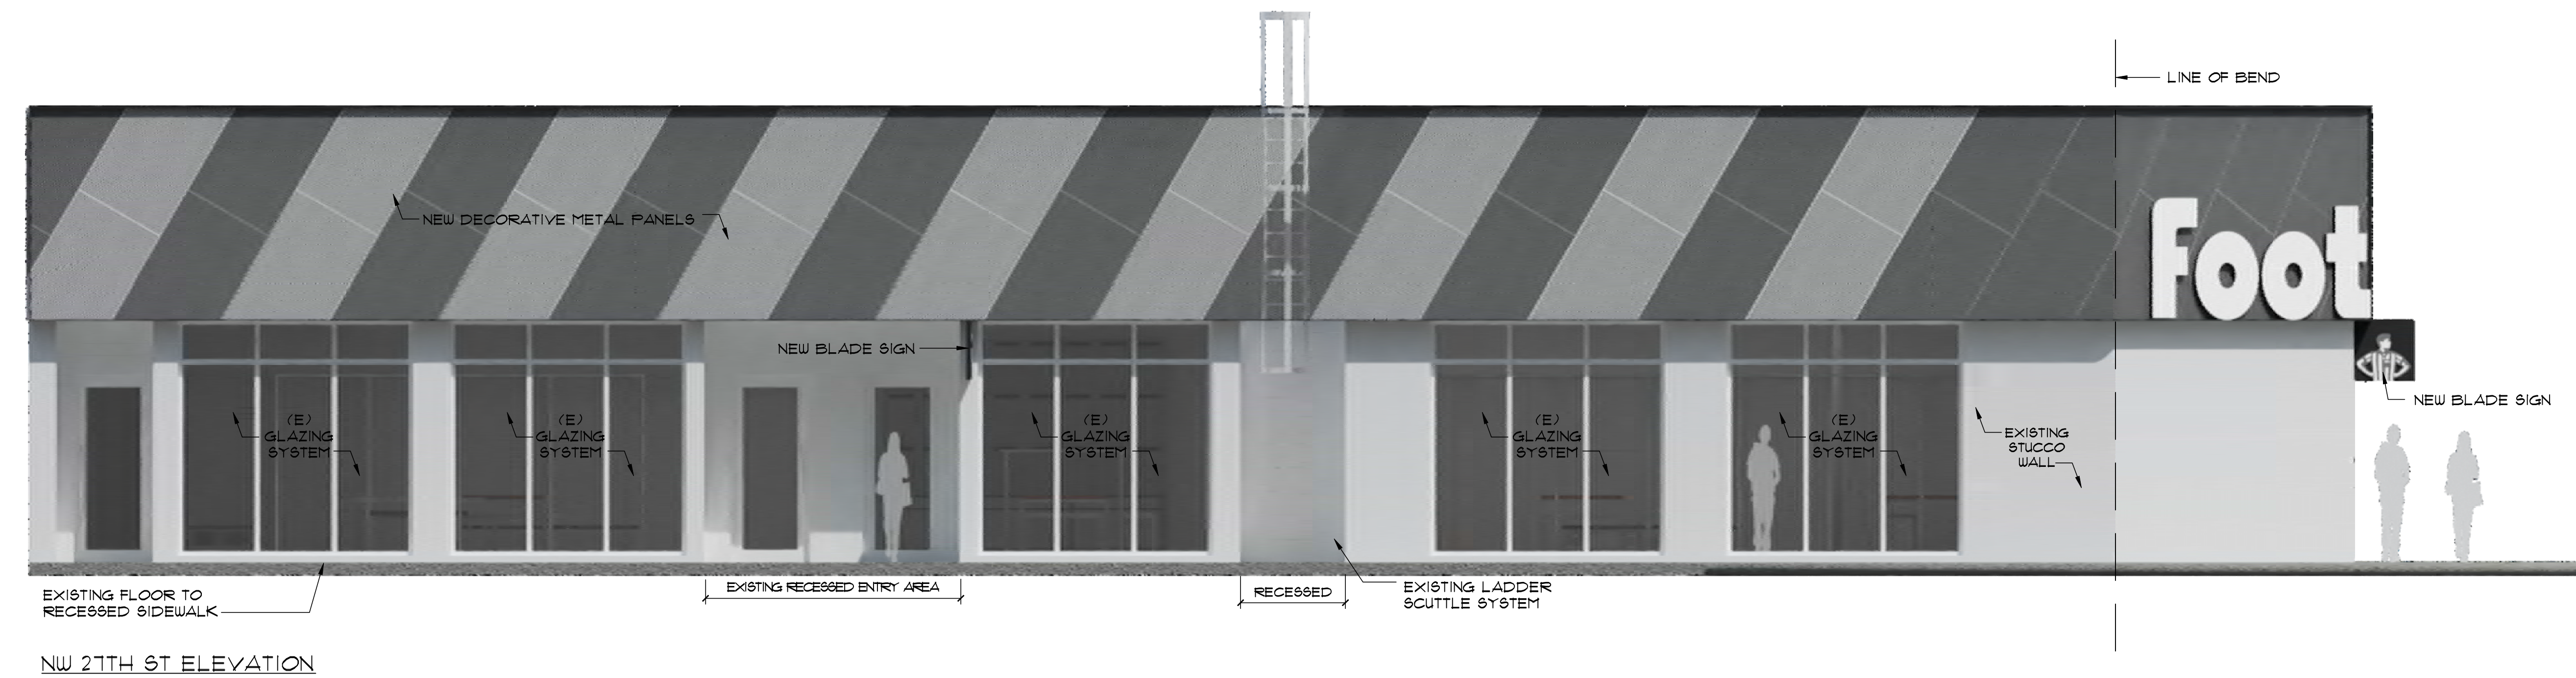 LINE OF BEND
NEW DECORATIVE METAL PANELS
foot
NEW BLADE SIGN
NEW BLADE SIGN
(E)
GLAZING
SYSTEM
(E)
GLAZING
SYSTEM
(E)
GLAZING
SYSTEM
(E)
GLAZING
SYSTEM
(E)
GLAZING
SYSTEM
EXISTING
STUCCO
WALL
EXISTING FLOOR TO
RECESSED SIDEWALK
EXISTING RECESSED ENTRY AREA
RECESSED
EXISTING LADDER
SCUTTLE SYSTEM
NW 27TH ST ELEVATION